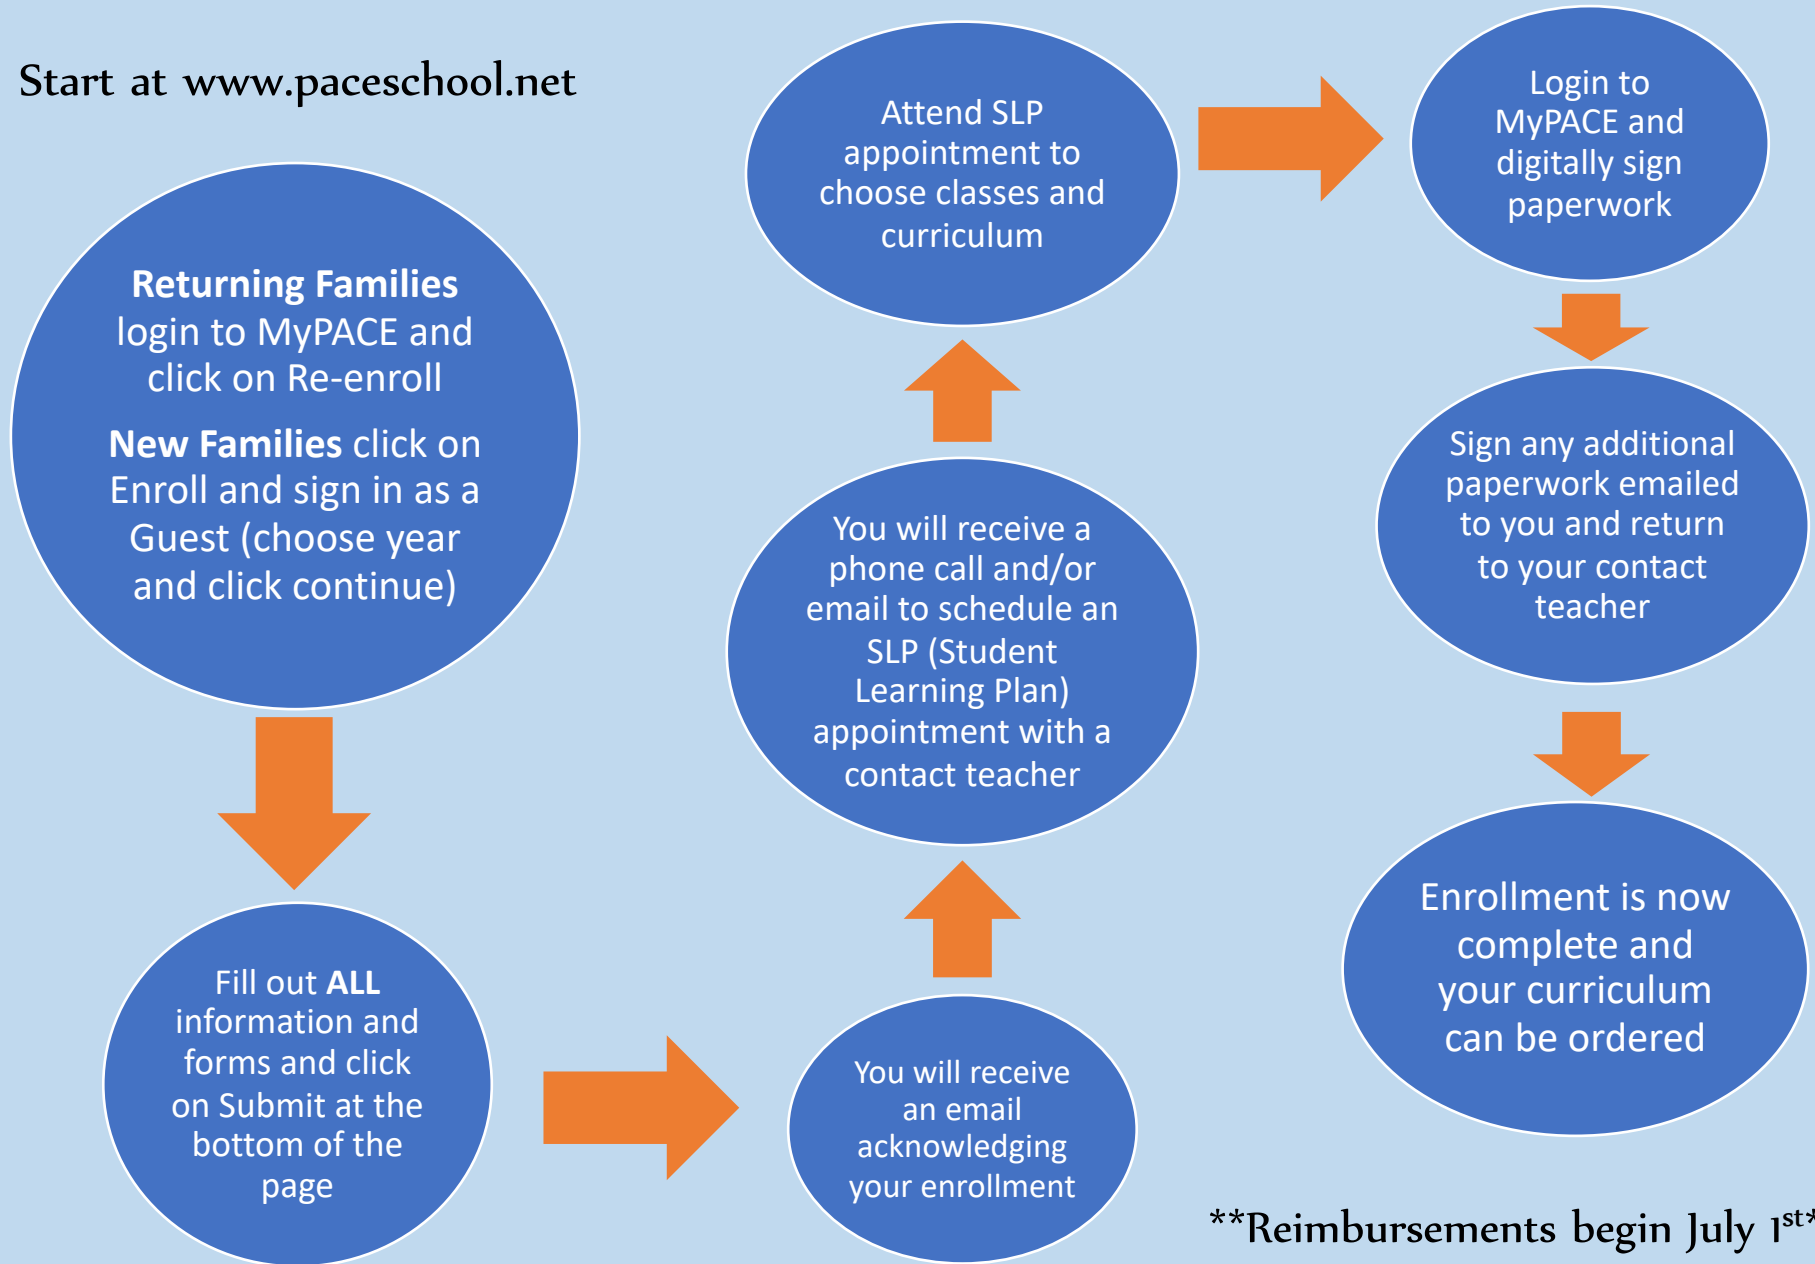 Start at www.paceschool.net
Returning Families
login to MyPACE and
click on Re-enroll
New Families click on
Enroll and sign in as a
Guest (choose year
and click continue)
Fill out ALL
information and
forms and click
on Submit at the
bottom of the
page
You will receive
an email
acknowledging
your enrollment
You will receive a
phone call and/or
email to schedule an
SLP (Student
Learning Plan)
appointment with a
contact teacher
Attend SLP
appointment to
choose classes and
curriculum
Login to
MyPACE and
digitally sign
paperwork
Sign any additional
paperwork emailed
to you and return
to your contact
teacher
Enrollment is now
complete and
your curriculum
can be ordered
**Reimbursements begin July 1st*